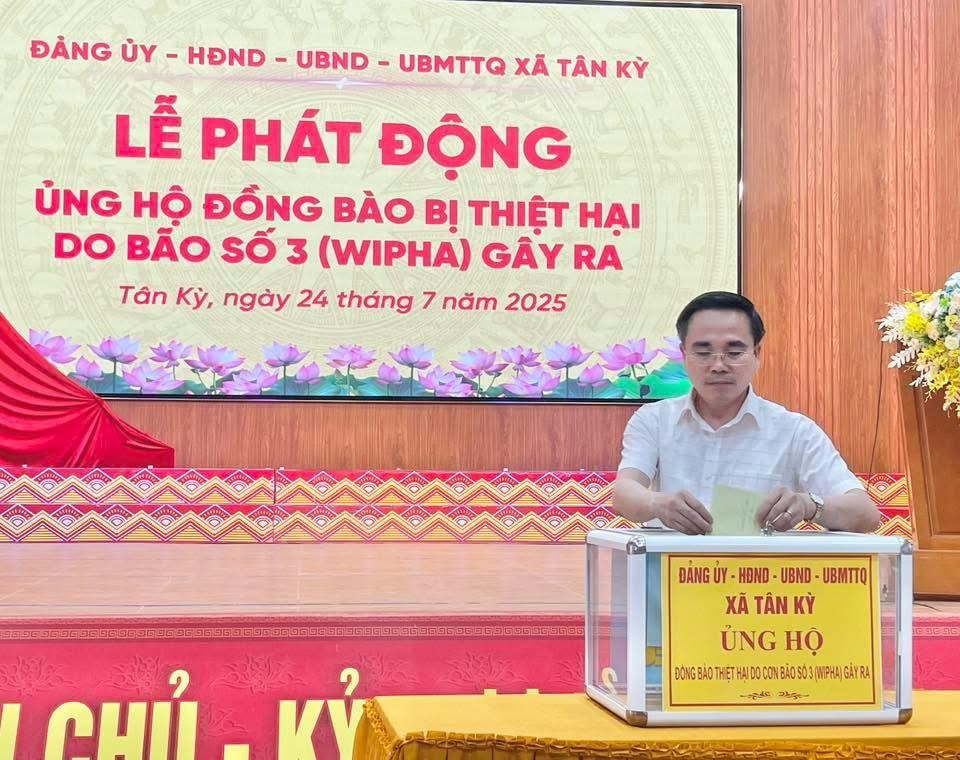 ĐẢNG ỦY - HĐND - UBND - UBMTTQ XÃ TÂN KỲ
LỄ PHÁT ĐỘNG
ỦNG HỘ ĐỒNG BÀO BỊ THIỆT HẠI
DO BÃO SỐ 3 (WIPHA) GÂY RA
Tân Kỳ, ngày 24 tháng 7 năm 2025
ĐẢNG ỦY - HĐND - UBND - UBMTTQ
XÃ TÂN KỲ
ỦNG HỘ
ĐỒNG BÀO THIỆT HẠI DO CƠN BÃO SỐ 3 (WIPHA) GÂY RA
CHỦ - KỶ